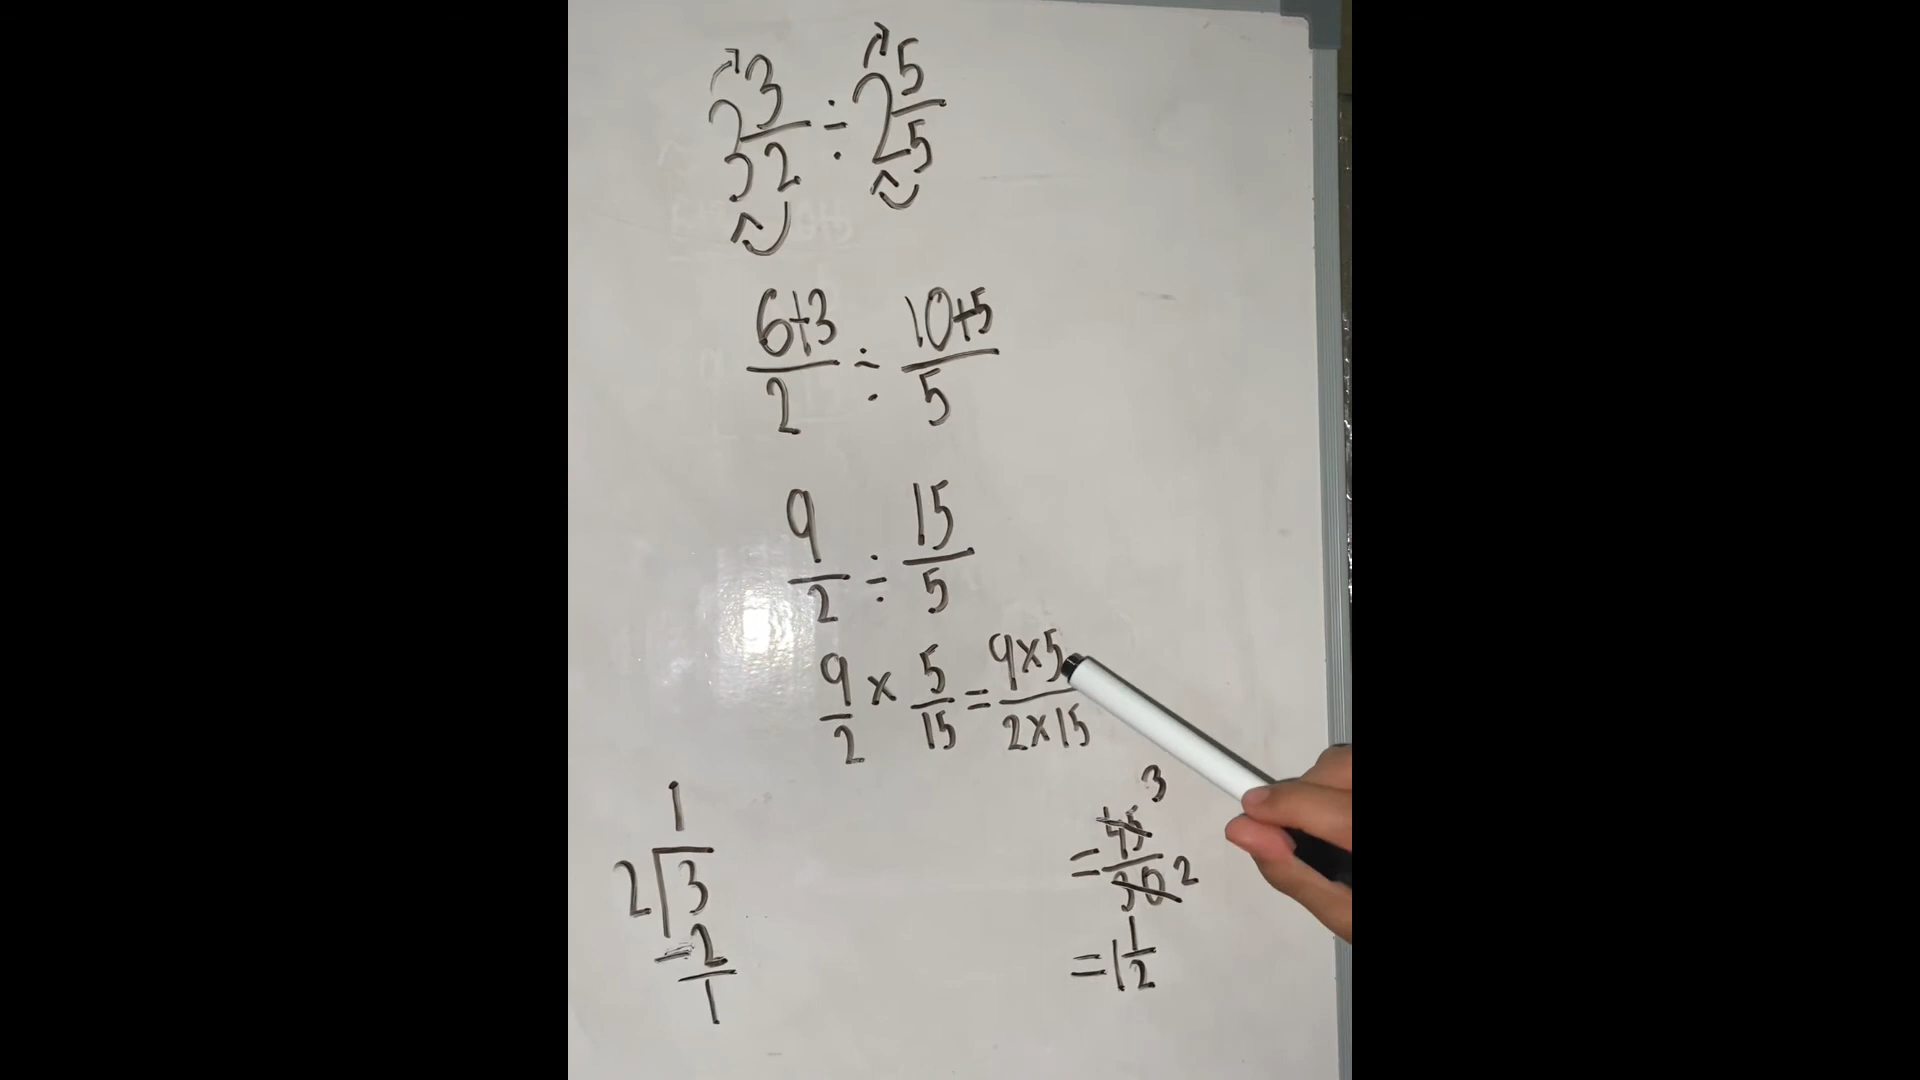 3 3/2 ÷ 2 5/5
6+3/2 ÷ 10+5/5
9/2 ÷ 15/5
9/2 × 5/15 = 9×5/2×15
= 45/30 3/2
= 1 1/2
1
2 3
-2
1